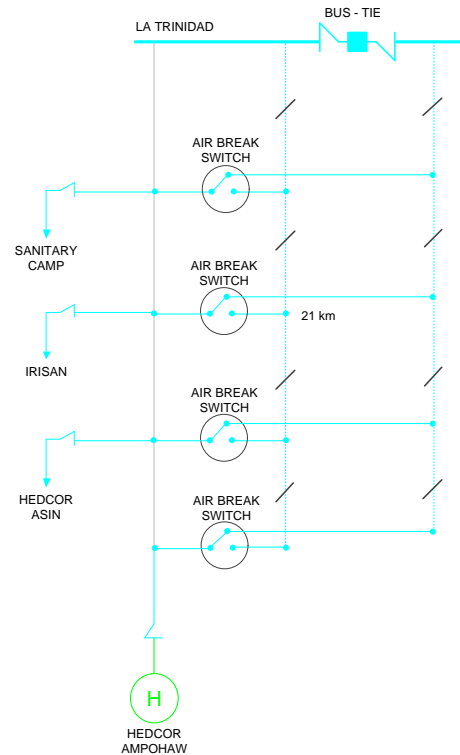 BUS - TIE
LA TRINIDAD
AIR BREAK
SWITCH
SANITARY
CAMP
AIR BREAK
SWITCH
21 km
IRISAN
AIR BREAK
SWITCH
HEDCOR
ASIN
AIR BREAK
SWITCH
H
HEDCOR
AMPOHAW